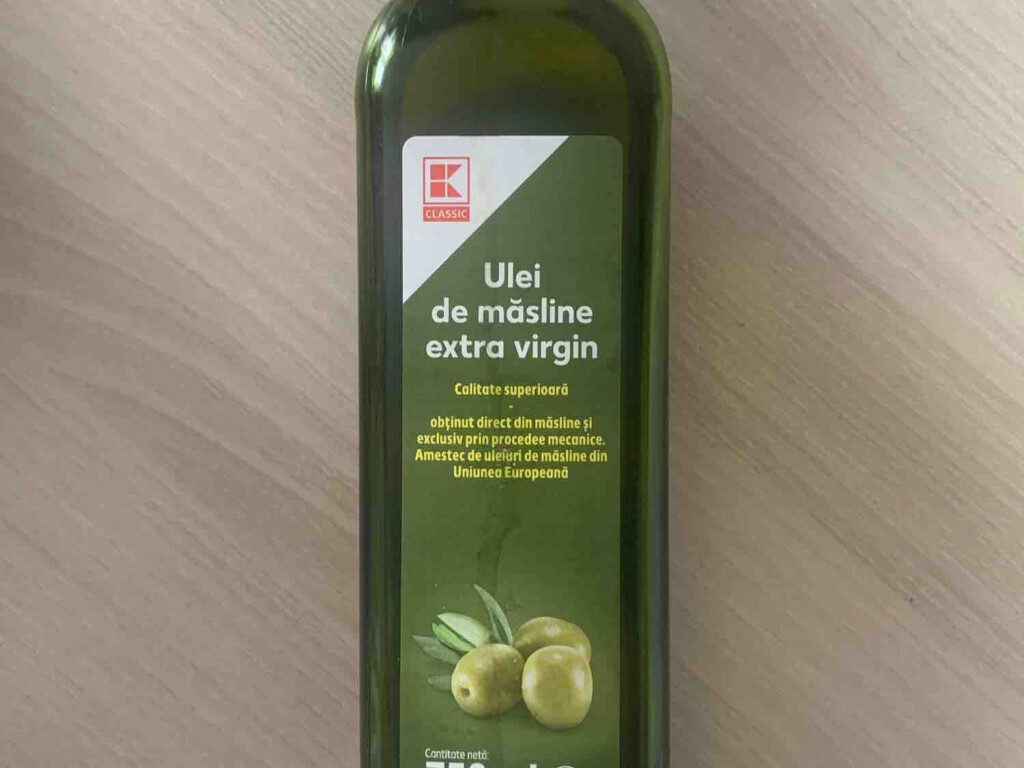 K
CLASSIC
Ulei
de măsline
extra virgin
Calitate superioară
-
obținut direct din măsline și
exclusiv prin procedee mecanice.
Amestec de uleiuri de măsline din
Uniunea Europeană
Cantitate netă: